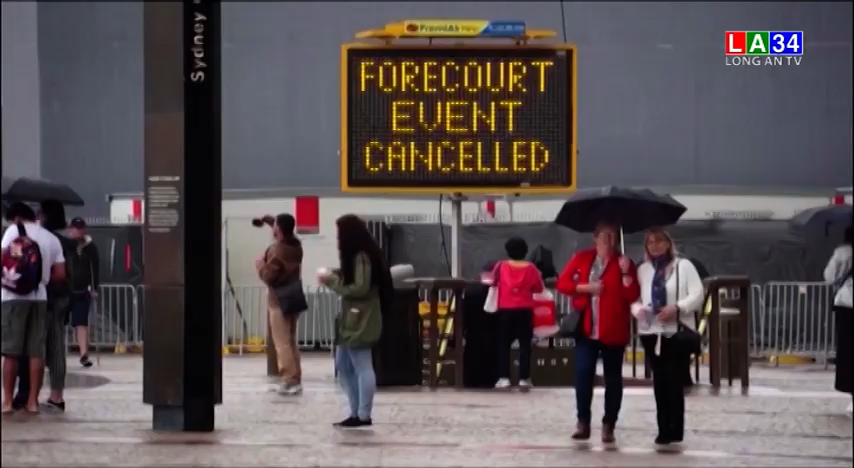 LA34
LONG AN TV
Sydney
FORECOURT
EVENT
CANCELLED